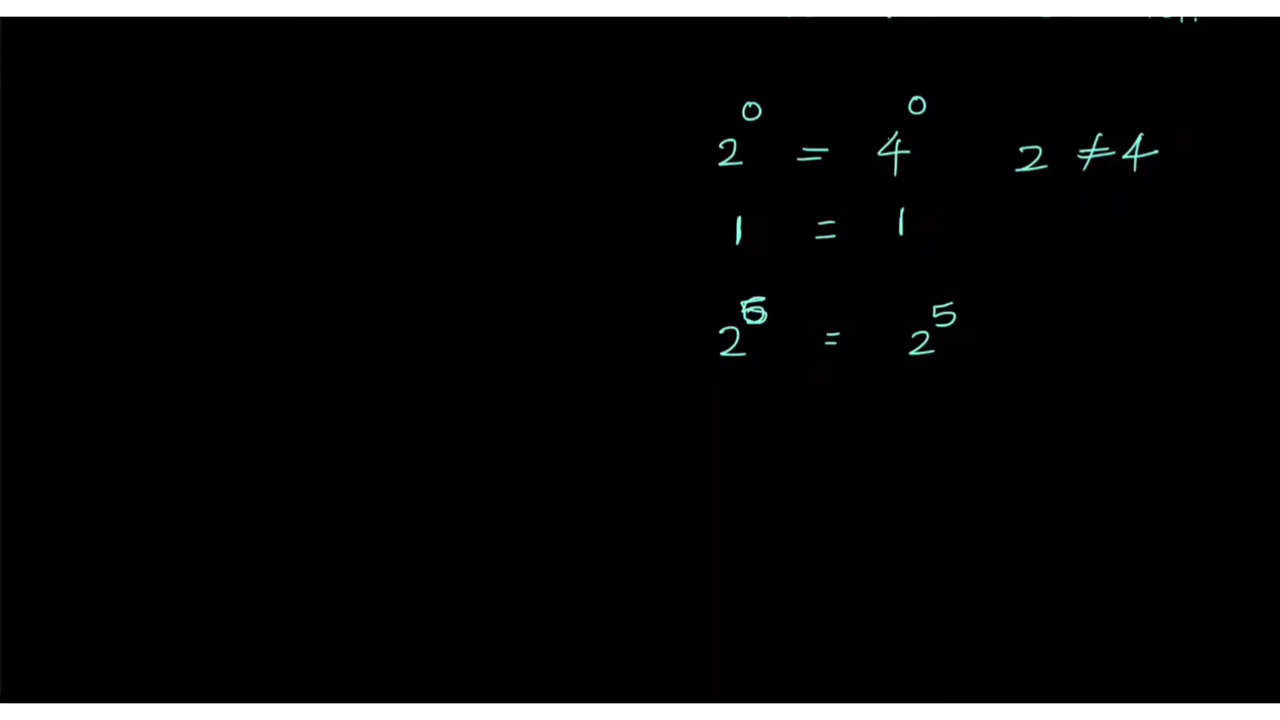 2⁰ = 4⁰ 2 ≠ 4
1 = 1
2⁵ = 2⁵